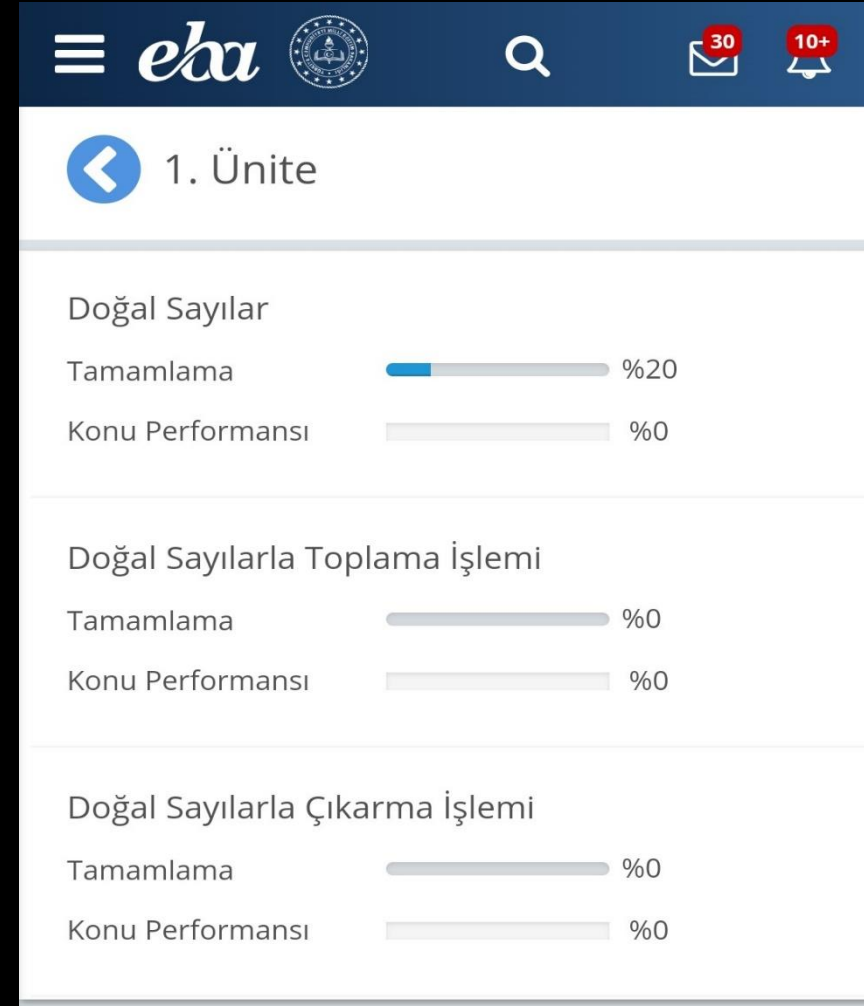 eba
30
10+
1. Ünite
Doğal Sayılar
Tamamlama %20
Konu Performansı %0
Doğal Sayılarla Toplama İşlemi
Tamamlama %0
Konu Performansı %0
Doğal Sayılarla Çıkarma İşlemi
Tamamlama %0
Konu Performansı %0